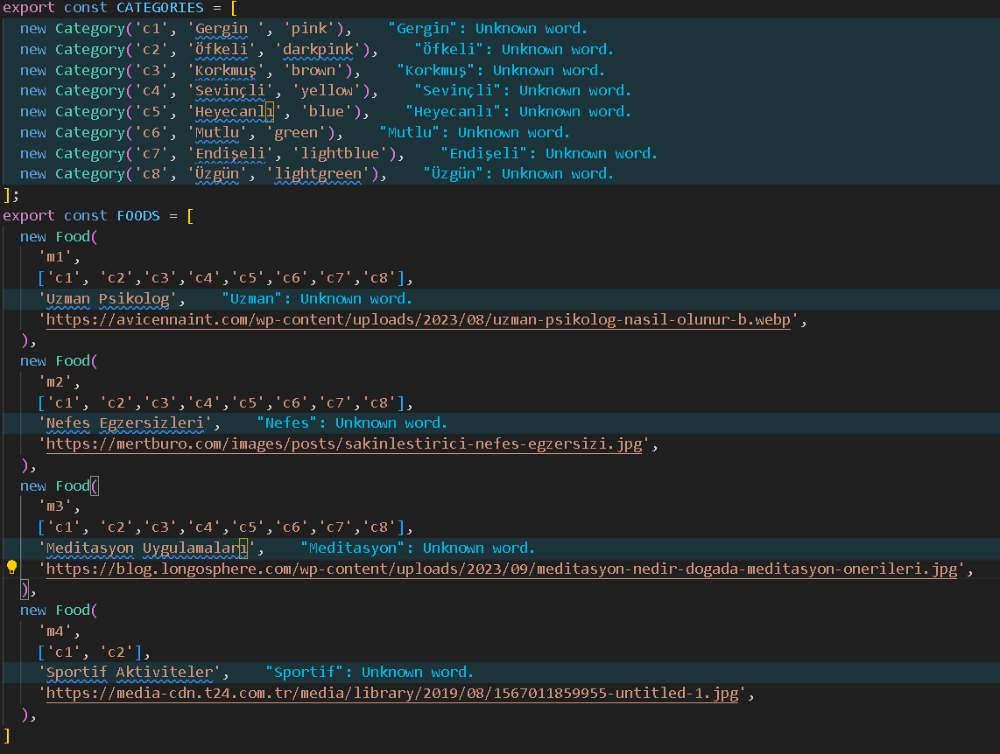 export const CATEGORIES = [
  new Category('c1', 'Gergin ', 'pink'),    "Gergin": Unknown word.
  new Category('c2', 'Öfkeli', 'darkpink'),    "Öfkeli": Unknown word.
  new Category('c3', 'Korkmuş', 'brown'),    "Korkmuş": Unknown word.
  new Category('c4', 'Sevinçli', 'yellow'),    "Sevinçli": Unknown word.
  new Category('c5', 'Heyecanlı', 'blue'),    "Heyecanlı": Unknown word.
  new Category('c6', 'Mutlu', 'green'),    "Mutlu": Unknown word.
  new Category('c7', 'Endişeli', 'lightblue'),    "Endişeli": Unknown word.
  new Category('c8', 'Üzgün', 'lightgreen'),    "Üzgün": Unknown word.
];
export const FOODS = [
  new Food(
    'm1',
    ['c1', 'c2','c3','c4','c5','c6','c7','c8'],
    'Uzman Psikolog',    "Uzman": Unknown word.
    'https://avicennaint.com/wp-content/uploads/2023/08/uzman-psikolog-nasil-olunur-b.webp',
  ),
  new Food(
    'm2',
    ['c1', 'c2','c3','c4','c5','c6','c7','c8'],
    'Nefes Egzersizleri',    "Nefes": Unknown word.
    'https://mertburo.com/images/posts/sakinlestirici-nefes-egzersizi.jpg',
  ),
  new Food(
    'm3',
    ['c1', 'c2','c3','c4','c5','c6','c7','c8'],
    'Meditasyon Uygulamaları',    "Meditasyon": Unknown word.
    'https://blog.longosphere.com/wp-content/uploads/2023/09/meditasyon-nedir-dogada-meditasyon-onerileri.jpg',
  ),
  new Food(
    'm4',
    ['c1', 'c2'],
    'Sportif Aktiviteler',    "Sportif": Unknown word.
    'https://media-cdn.t24.com.tr/media/library/2019/08/1567011859955-untitled-1.jpg',
  ),
]